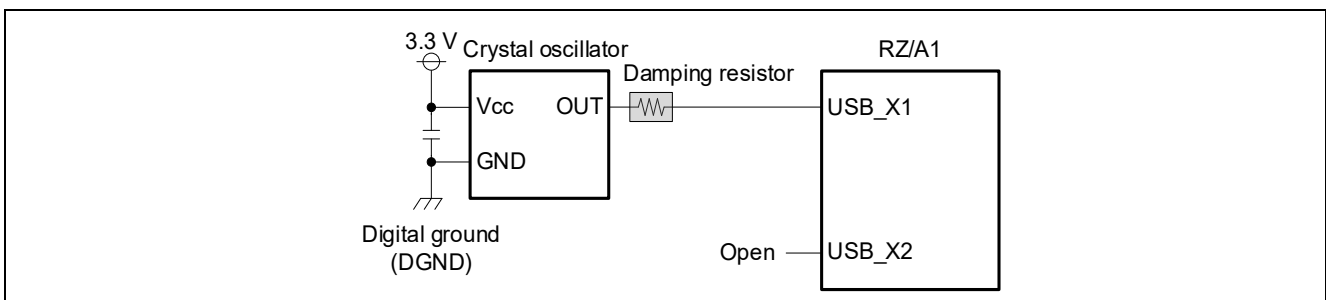 3.3 V
Crystal oscillator
RZ/A1
Damping resistor
Vcc
OUT
USB_X1
GND
Digital ground
(DGND)
Open
USB_X2